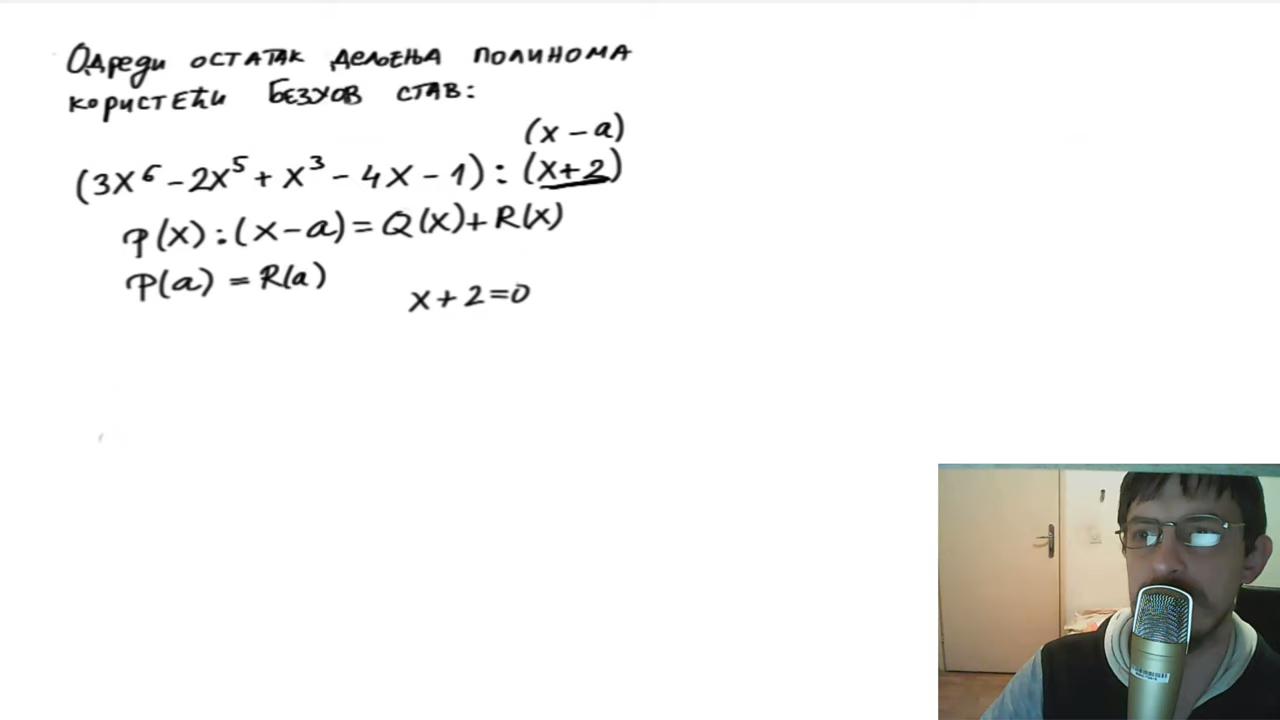 Одреди остатак дељења полинома
користећи Безуов став:
(x - a)
(3x⁶ - 2x⁵ + x³ - 4x - 1) : (x+2)
P(x) : (x-a) = Q(x) + R(x)
P(a) = R(a)
x + 2 = 0